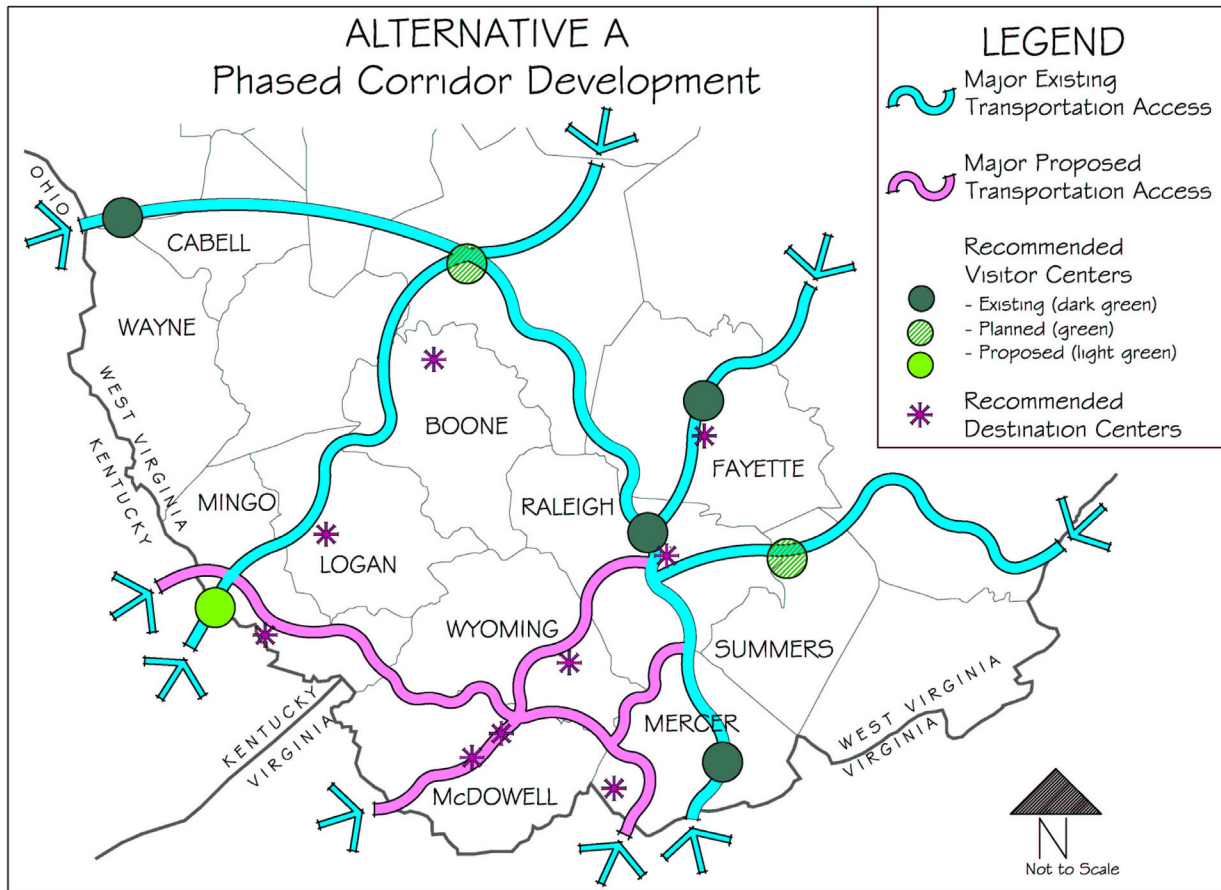 ALTERNATIVE A
Phased Corridor Development
LEGEND
Major Existing
Transportation Access
Major Proposed
Transportation Access
Recommended
Visitor Centers
- Existing (dark green)
- Planned (green)
- Proposed (light green)
Recommended
Destination Centers
OHIO
CABELL
WAYNE
WEST VIRGINIA
KENTUCKY
BOONE
FAYETTE
MINGO
RALEIGH
LOGAN
WYOMING
SUMMERS
MERCER
KENTUCKY
VIRGINIA
WEST VIRGINIA
VIRGINIA
McDOWELL
N
Not to Scale